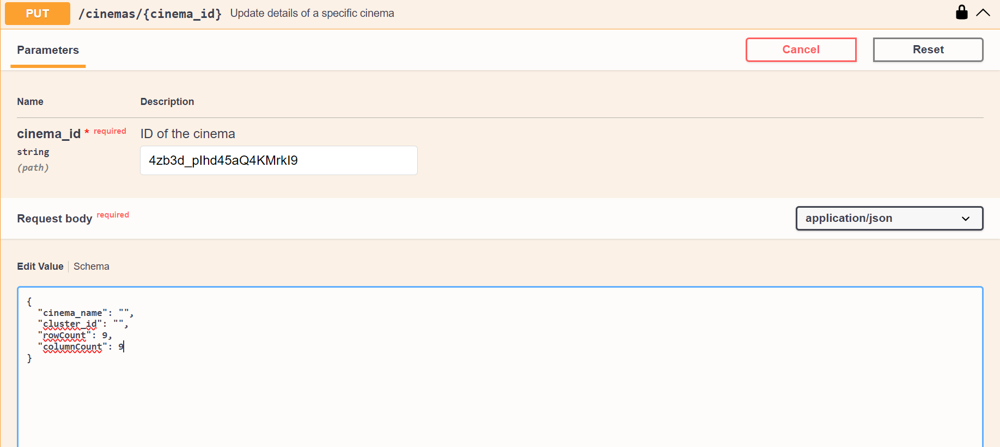 PUT /cinemas/{cinema_id} Update details of a specific cinema
Parameters
Cancel
Reset
Name Description
cinema_id * required
string
(path)
ID of the cinema
4zb3d_pIhd45aQ4KMrkI9
Request body required
application/json
Edit Value Schema
{
  "cinema_name": "",
  "cluster_id": "",
  "rowCount": 9,
  "columnCount": 9
}